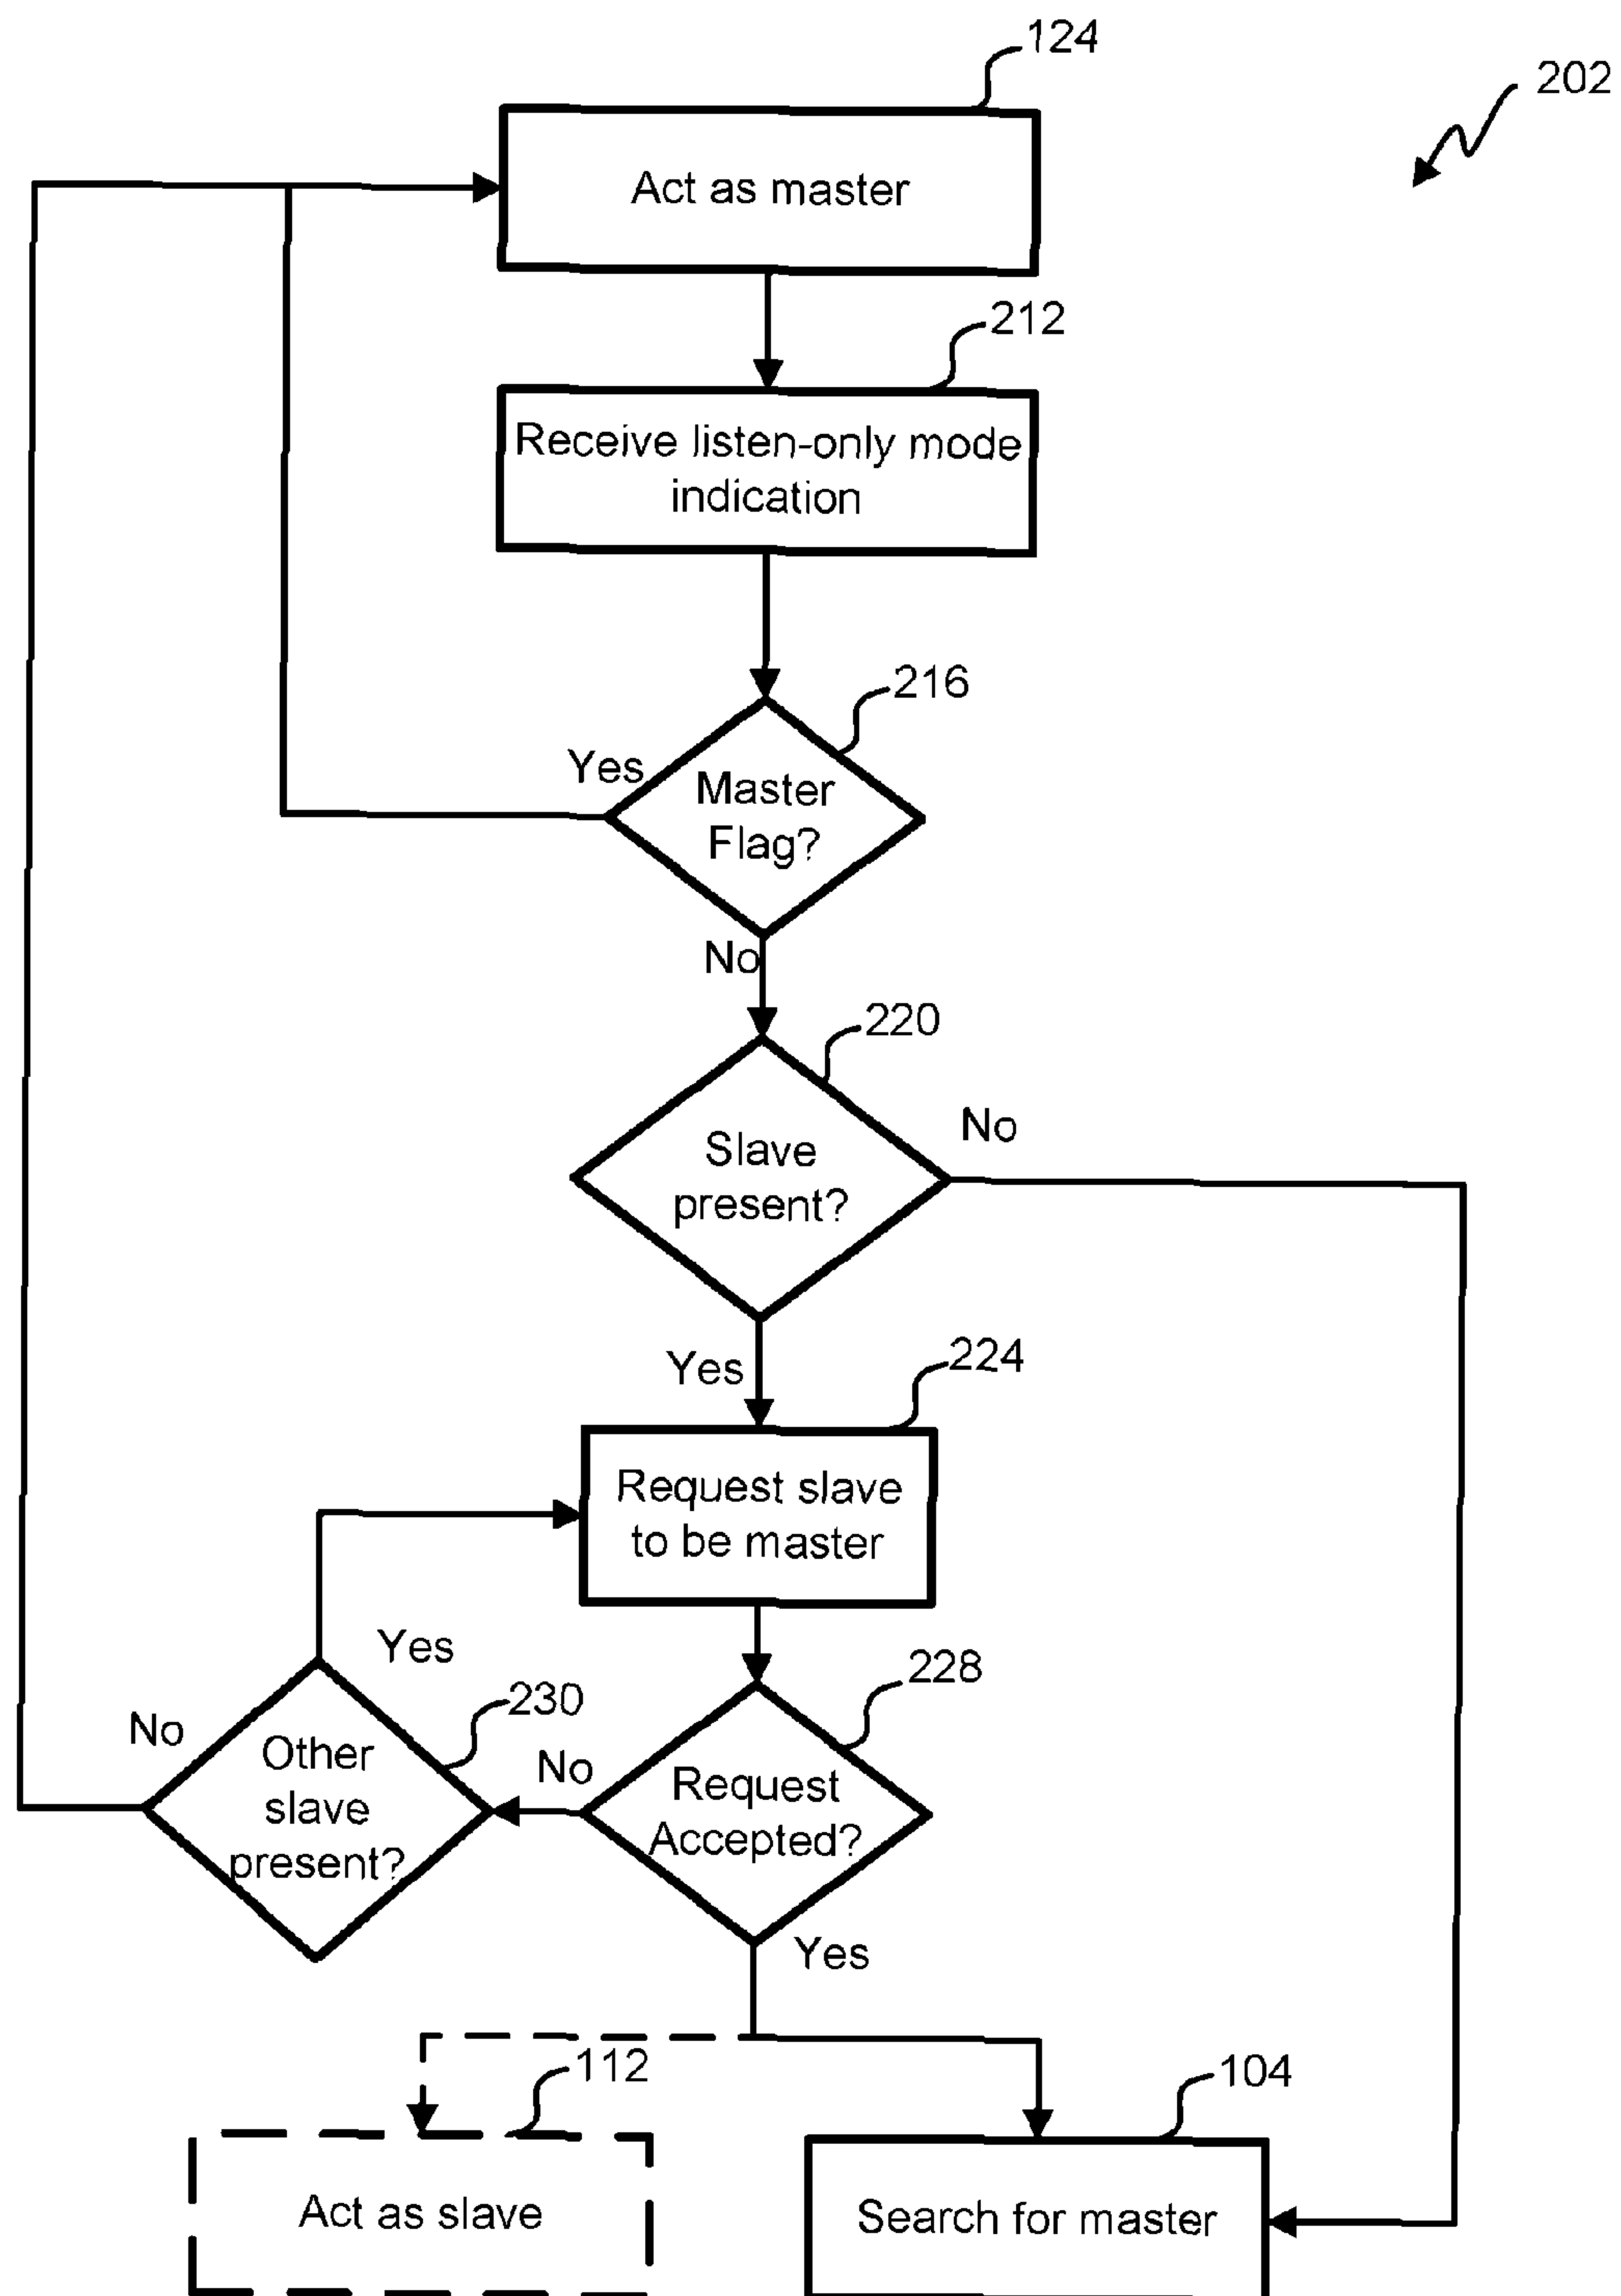 124
202
Act as master
212
Receive listen-only mode
indication
216
Yes
Master
Flag?
No
220
No
Slave
present?
Yes
224
Request slave
to be master
Yes
228
230
No
No
Other
slave
present?
Request
Accepted?
Yes
112
104
Act as slave
Search for master